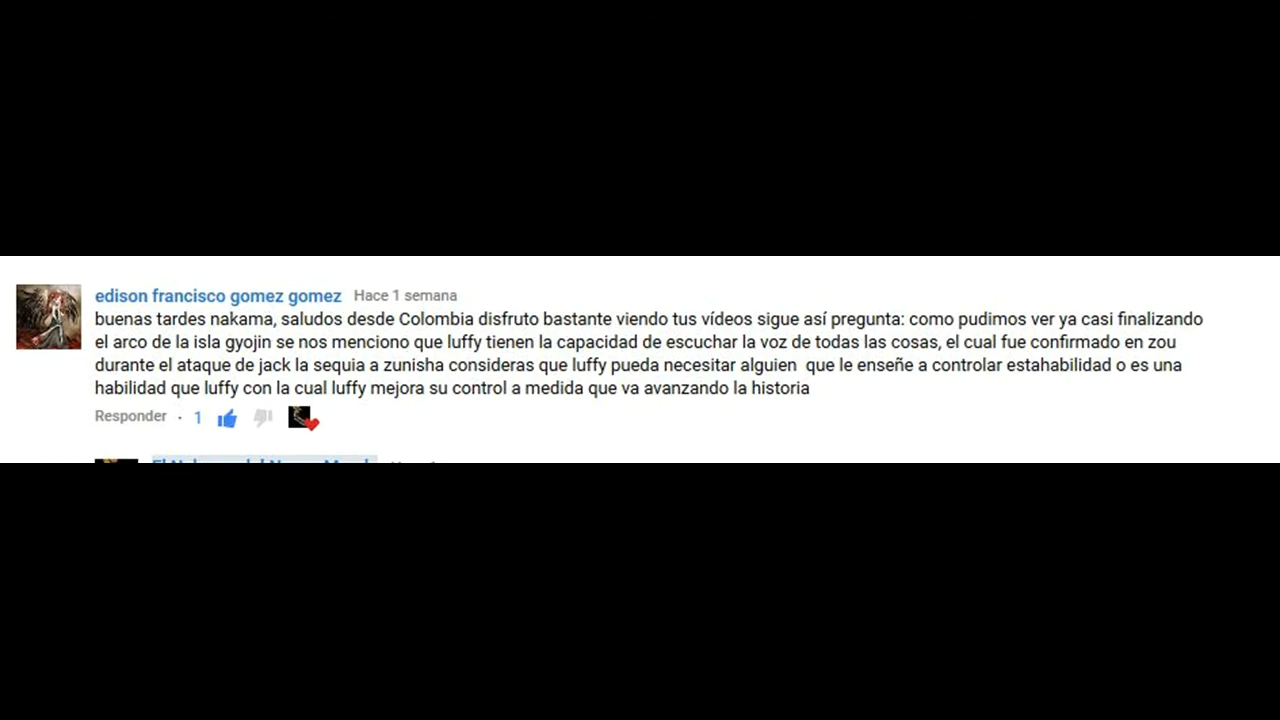 edison francisco gomez gomez Hace 1 semana
buenas tardes nakama, saludos desde Colombia disfruto bastante viendo tus vídeos sigue así pregunta: como pudimos ver ya casi finalizando
el arco de la isla gyojin se nos menciono que luffy tienen la capacidad de escuchar la voz de todas las cosas, el cual fue confirmado en zou
durante el ataque de jack la sequia a zunisha consideras que luffy pueda necesitar alguien  que le enseñe a controlar estahabilidad o es una
habilidad que luffy con la cual luffy mejora su control a medida que va avanzando la historia
Responder · 1